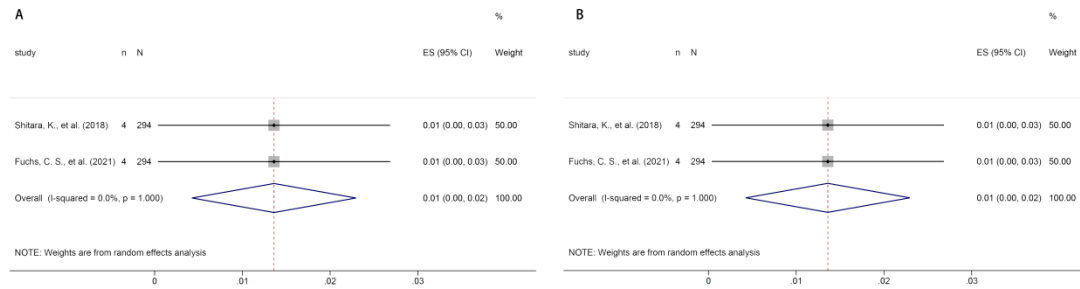 A
%
study n N ES (95% CI) Weight
Shitara, K., et al. (2018) 4 294 0.01 (0.00, 0.03) 50.00
Fuchs, C. S., et al. (2021) 4 294 0.01 (0.00, 0.03) 50.00
Overall (I-squared = 0.0%, p = 1.000) 0.01 (0.00, 0.02) 100.00
NOTE: Weights are from random effects analysis
0 .01 .02 .03
B
%
study n N ES (95% CI) Weight
Shitara, K., et al. (2018) 4 294 0.01 (0.00, 0.03) 50.00
Fuchs, C. S., et al. (2021) 4 294 0.01 (0.00, 0.03) 50.00
Overall (I-squared = 0.0%, p = 1.000) 0.01 (0.00, 0.02) 100.00
NOTE: Weights are from random effects analysis
0 .01 .02 .03